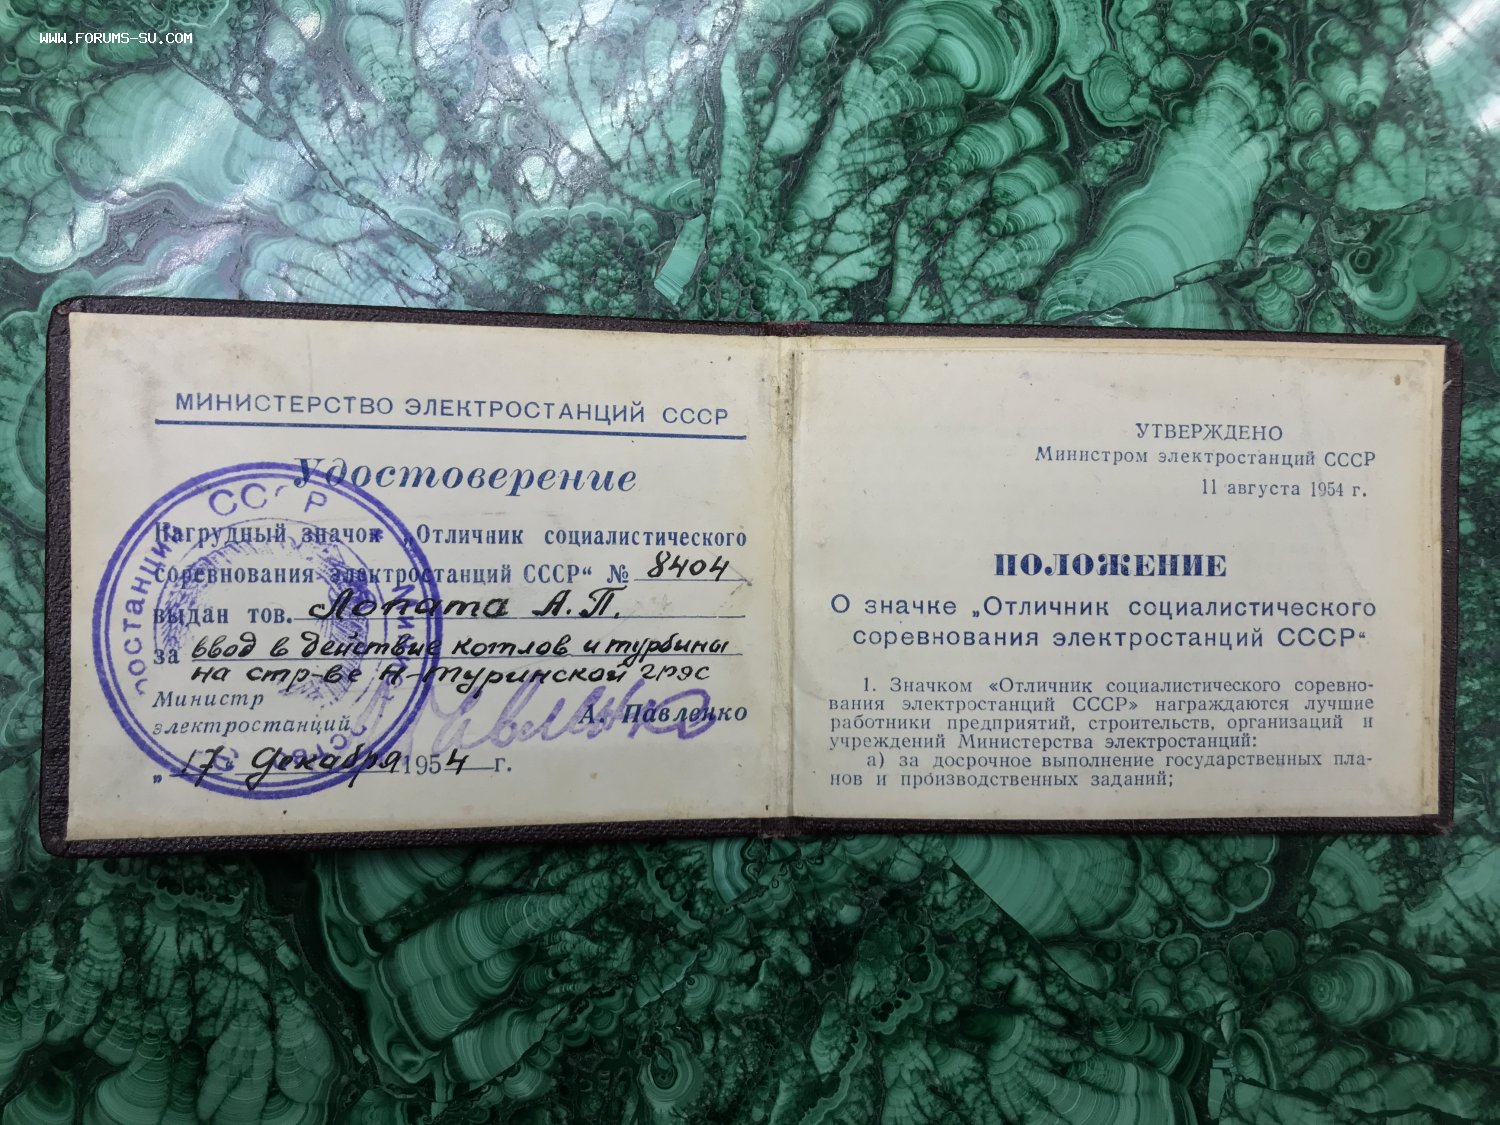 WWW.FORUMS-SU.COM
МИНИСТЕРСТВО ЭЛЕКТРОСТАНЦИЙ СССР
Удостоверение
Нагрудный значок „Отличник социалистического
соревнования электростанций СССР“ № 8404
выдан тов. Лопата А.П.
за ввод в действие котлов и турбины
на стр-ве Н-Туринской грэс
Министр
электростанций
А. Павленко
„17“ декабря 1954 г.
СССР
УТВЕРЖДЕНО
Министром электростанций СССР
11 августа 1954 г.
ПОЛОЖЕНИЕ
О значке „Отличник социалистического
соревнования электростанций СССР“
1. Значком «Отличник социалистического соревно-
вания электростанций СССР» награждаются лучшие
работники предприятий, строительств, организаций и
учреждений Министерства электростанций:
а) за досрочное выполнение государственных пла-
нов и производственных заданий;